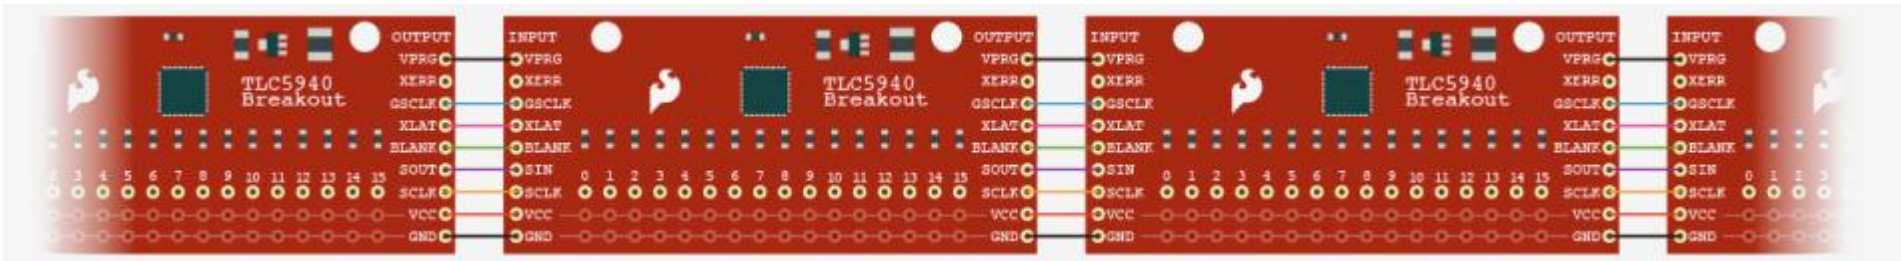 OUTPUT
VPRG
XERR
TLC5940
Breakout
GSCLK
XLAT
BLANK
SOUT
2 3 4 5 6 7 8 9 10 11 12 13 14 15
SCLK
VCC
GND
INPUT
VPRG
XERR
GSCLK
XLAT
BLANK
SIN
SCLK
VCC
GND
TLC5940
Breakout
0 1 2 3 4 5 6 7 8 9 10 11 12 13 14 15
OUTPUT
VPRG
XERR
GSCLK
XLAT
BLANK
SOUT
SCLK
VCC
GND
INPUT
VPRG
XERR
GSCLK
XLAT
BLANK
SIN
SCLK
VCC
GND
TLC5940
Breakout
0 1 2 3 4 5 6 7 8 9 10 11 12 13 14 15
OUTPUT
VPRG
XERR
GSCLK
XLAT
BLANK
SOUT
SCLK
VCC
GND
INPUT
VPRG
XERR
GSCLK
XLAT
BLANK
SIN
SCLK
VCC
GND
0 1 2 3